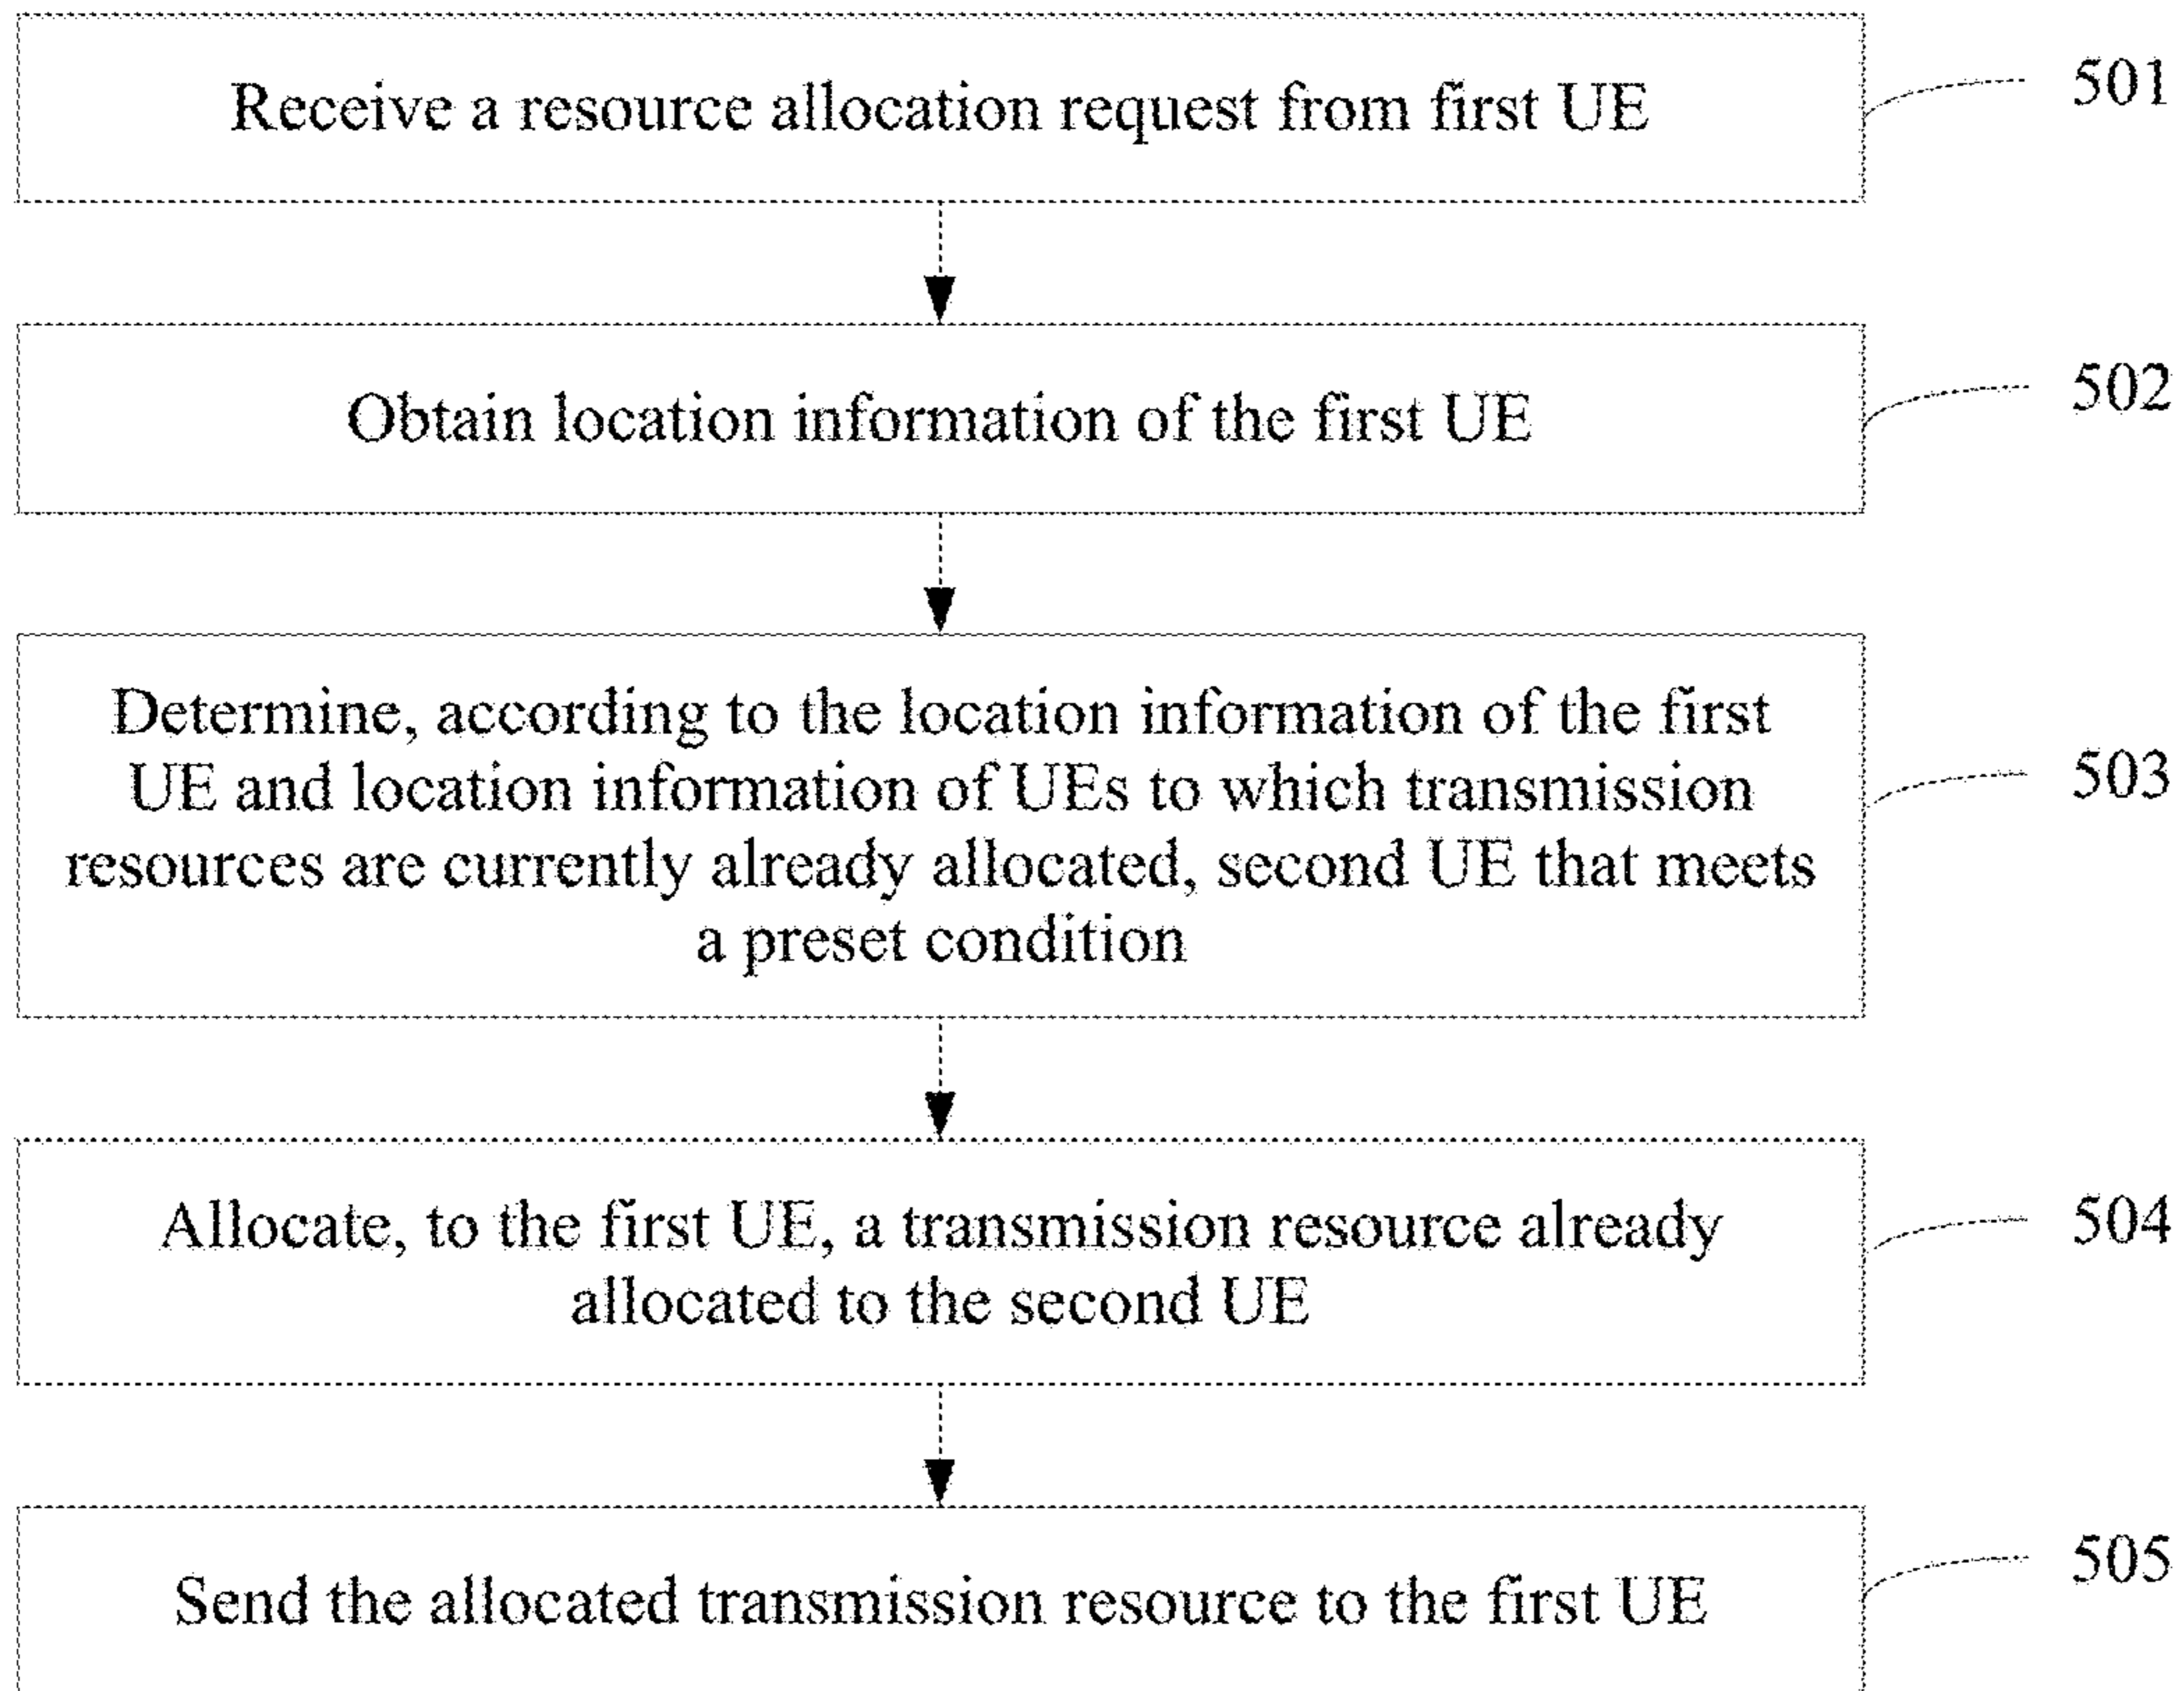 Receive a resource allocation request from first UE
501
Obtain location information of the first UE
502
Determine, according to the location information of the first
UE and location information of UEs to which transmission
resources are currently already allocated, second UE that meets
a preset condition
503
Allocate, to the first UE, a transmission resource already
allocated to the second UE
504
Send the allocated transmission resource to the first UE
505